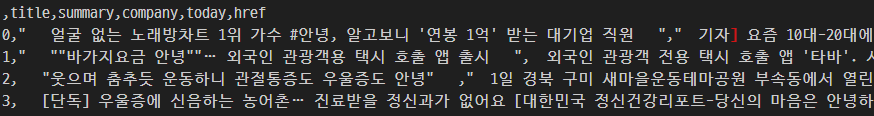 ,title,summary,company,today,href
0,"   얼굴 없는 노래방차트 1위 가수 #안녕, 알고보니 '연봉 1억' 받는 대기업 직원   ","  기자] 요즘 10대-20대에
1,"  ""바가지요금 안녕""… 외국인 관광객용 택시 호출 앱 출시   ",  외국인 관광객 전용 택시 호출 앱 '타바'.
2,   "웃으며 춤추듯 운동하니 관절통증도 우울증도 안녕"   ,"  1일 경북 구미 새마을운동테마공원 부속동에서 열린
3,   [단독] 우울증에 신음하는 농어촌… 진료받을 정신과가 없어요 [대한민국 정신건강리포트-당신의 마음은 안녕하